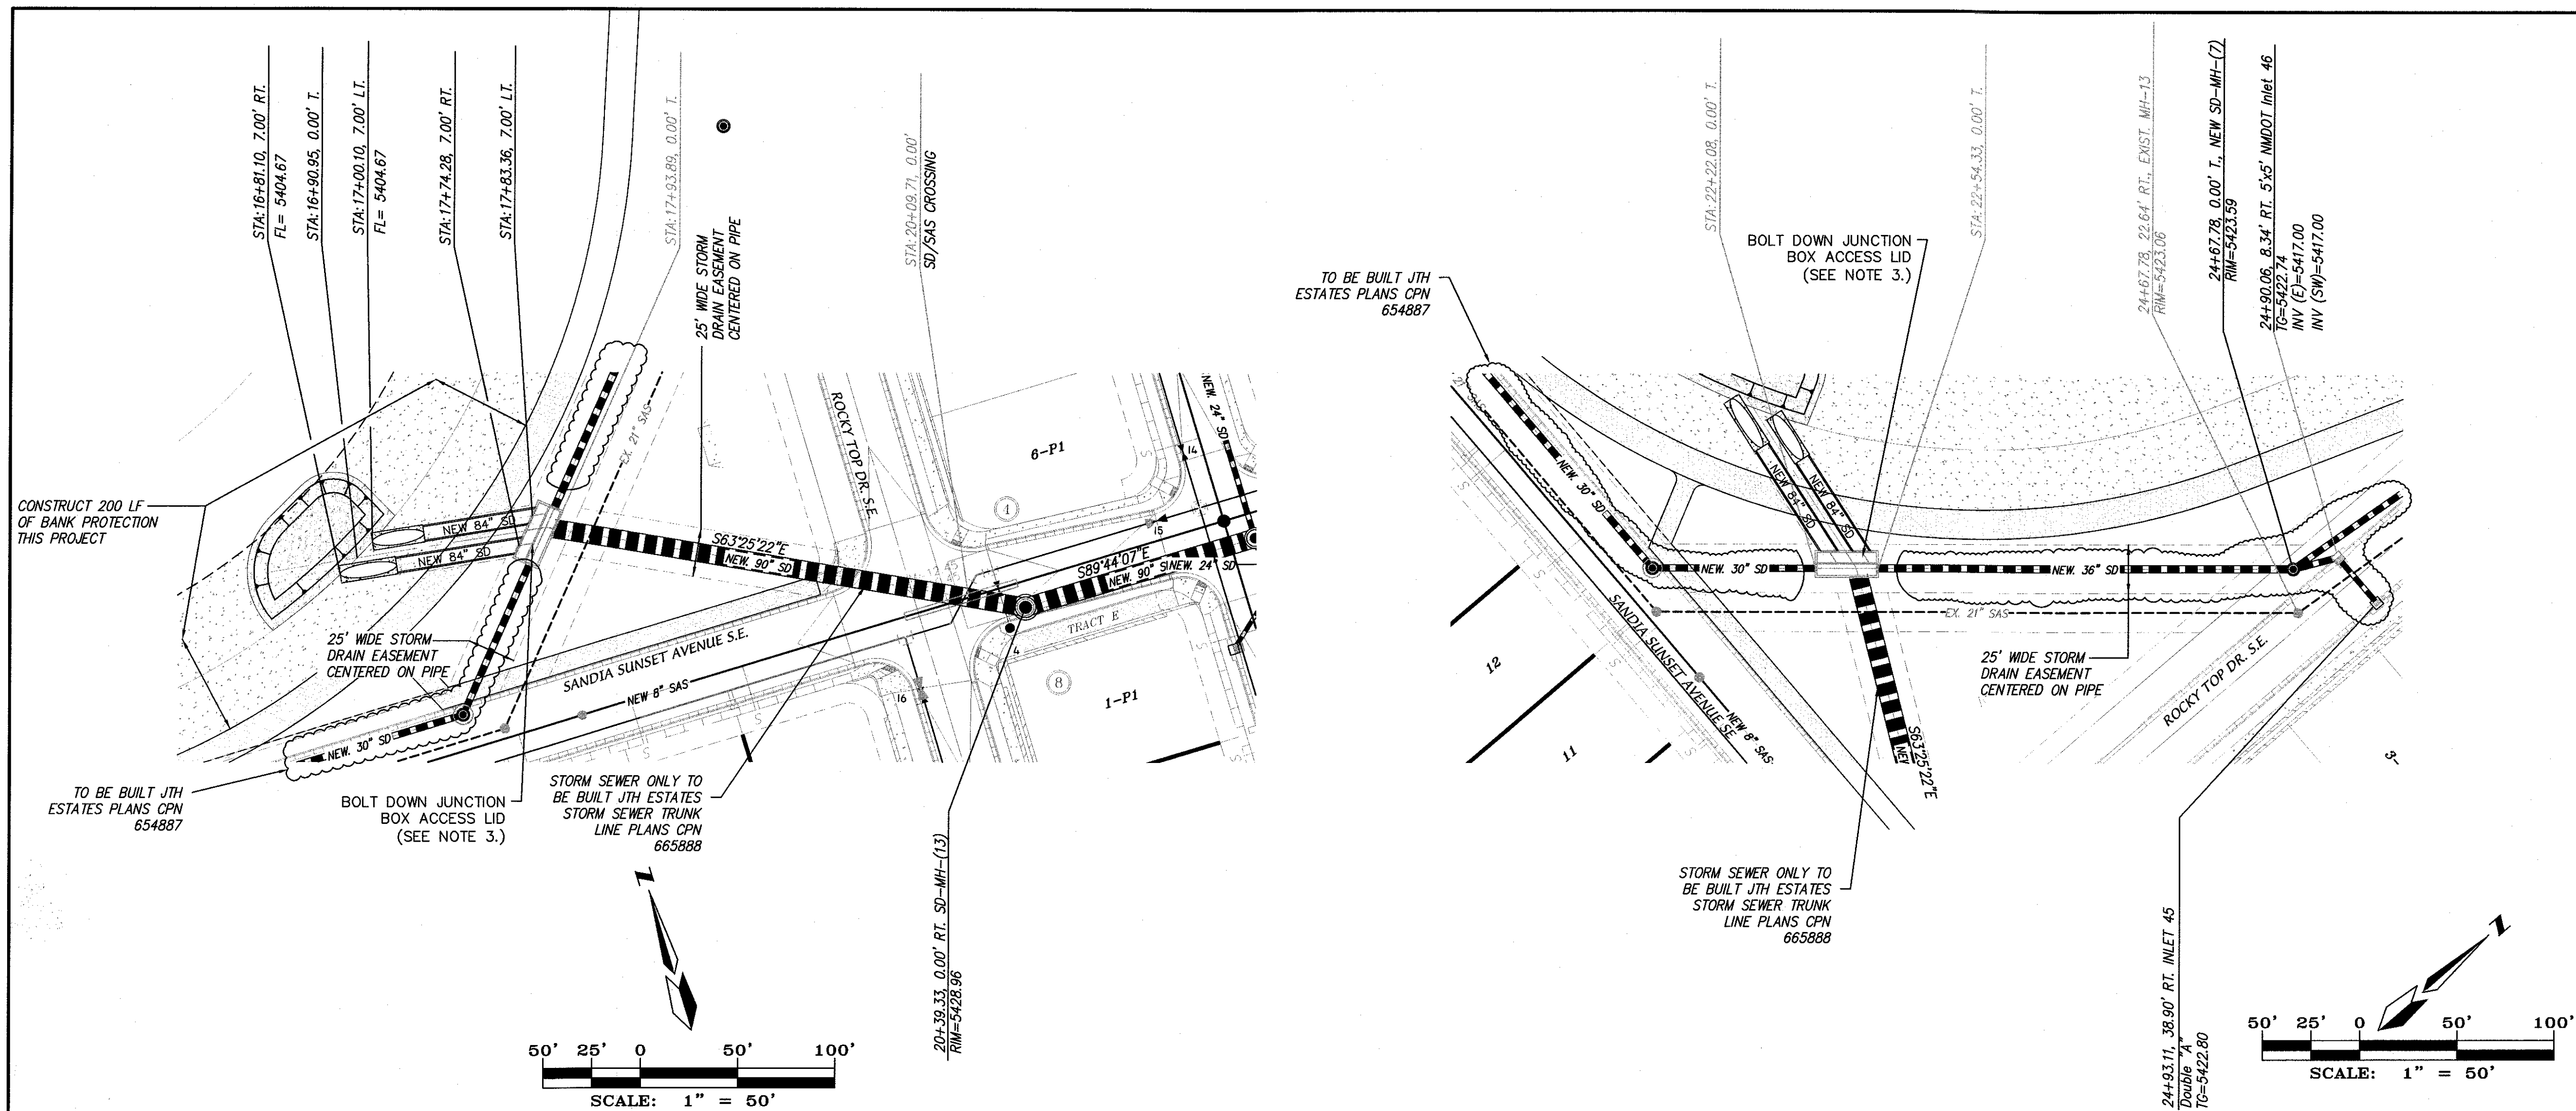 STA:16+81.10, 7.00' RT.
FL= 5404.67
STA:16+90.95, 0.00' T.
STA:17+00.10, 7.00' LT.
FL= 5404.67
STA:17+74.28, 7.00' RT.
STA:17+83.36, 7.00' LT.
STA:17+93.89, 0.00' T.
25' WIDE STORM
DRAIN EASEMENT
CENTERED ON PIPE
STA:20+09.71, 0.00'
SD/SAS CROSSING
CONSTRUCT 200 LF
OF BANK PROTECTION
THIS PROJECT
NEW 84" SD
NEW 84" SD
EX. 21" SAS
S63°25'22"E
NEW. 90" SD
ROCKY TOP DR. S.E.
6-P1
4
14
15
NEW. 24" SD
S89°44'07"E
NEW. 90" S
NEW. 24" SD
TRACT E
4
8
1-P1
16
25' WIDE STORM
DRAIN EASEMENT
CENTERED ON PIPE
SANDIA SUNSET AVENUE S.E.
NEW 8" SAS
NEW. 30" SD
TO BE BUILT JTH
ESTATES PLANS CPN
654887
BOLT DOWN JUNCTION
BOX ACCESS LID
(SEE NOTE 3.)
STORM SEWER ONLY TO
BE BUILT JTH ESTATES
STORM SEWER TRUNK
LINE PLANS CPN
665888
20+39.33, 0.00' RT. SD-MH-(13)
RIM=5428.96
Z
50' 25' 0 50' 100'
SCALE: 1" = 50'
STA:22+22.08, 0.00' T.
BOLT DOWN JUNCTION
BOX ACCESS LID
(SEE NOTE 3.)
STA:22+54.33, 0.00' T.
24+67.78, 22.64' RT., EXIST. MH-13
RIM=5423.06
24+67.78, 0.00' T., NEW SD-MH-(7)
RIM=5423.59
24+90.06, 8.34' RT. 5'x5' NMDOT Inlet 46
TG=5422.74
INV (E)=5417.00
INV (SW)=5417.00
TO BE BUILT JTH
ESTATES PLANS CPN
654887
21" SAS
NEW. 30" SD
NEW 84" SD
NEW 84" SD
NEW. 30" SD
NEW. 36" SD
EX. 21" SAS
SANDIA SUNSET AVENUE SE
NEW 8" SAS
12
11
S63°25'22"E
NEW
25' WIDE STORM
DRAIN EASEMENT
CENTERED ON PIPE
ROCKY TOP DR. S.E.
3-
STORM SEWER ONLY TO
BE BUILT JTH ESTATES
STORM SEWER TRUNK
LINE PLANS CPN
665888
24+93.11, 38.90' RT. INLET 45
Double "A"
TG=5422.80
Z
50' 25' 0 50' 100'
SCALE: 1" = 50'